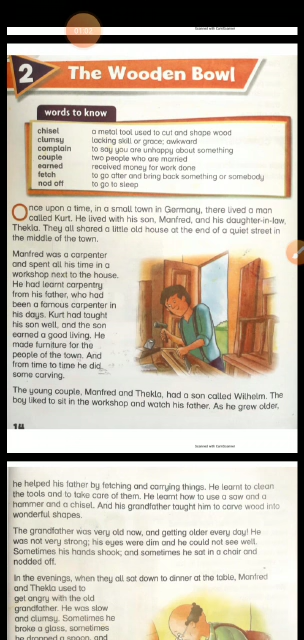 Scanned with CamScanner
2 The Wooden Bowl
words to know
chisel a metal tool used to cut and shape wood
clumsy lacking skill or grace; awkward
complain to say you are unhappy about something
couple two people who are married
earned received money for work done
fetch to go after and bring back something or somebody
nod off to go to sleep
Once upon a time, in a small town in Germany, there lived a man
called Kurt. He lived with his son, Manfred, and his daughter-in-law,
Thekla. They all shared a little old house at the end of a quiet street in
the middle of the town.
Manfred was a carpenter
and spent all his time in a
workshop next to the house.
He had learnt carpentry
from his father, who had
been a famous carpenter in
his days. Kurt had taught
his son well, and the son
earned a good living. He
made furniture for the
people of the town. And
from time to time he did
some carving.
The young couple, Manfred and Thekla, had a son called Wilhelm. The
boy liked to sit in the workshop and watch his father. As he grew older,
14
Scanned with CamScanner
he helped his father by fetching and carrying things. He learnt to clean
the tools and to take care of them. He learnt how to use a saw and a
hammer and a chisel. And his grandfather taught him to carve wood into
wonderful shapes.
The grandfather was very old now, and getting older every day! He
was not very strong; his eyes were dim and he could not see well.
Sometimes his hands shook; and sometimes he sat in a chair and
nodded off.
In the evenings, when they all sat down to dinner at the table, Manfred
and Thekla used to
get angry with the old
grandfather. He was slow
and clumsy. Sometimes he
broke a glass, sometimes
he dropped a spoon, and